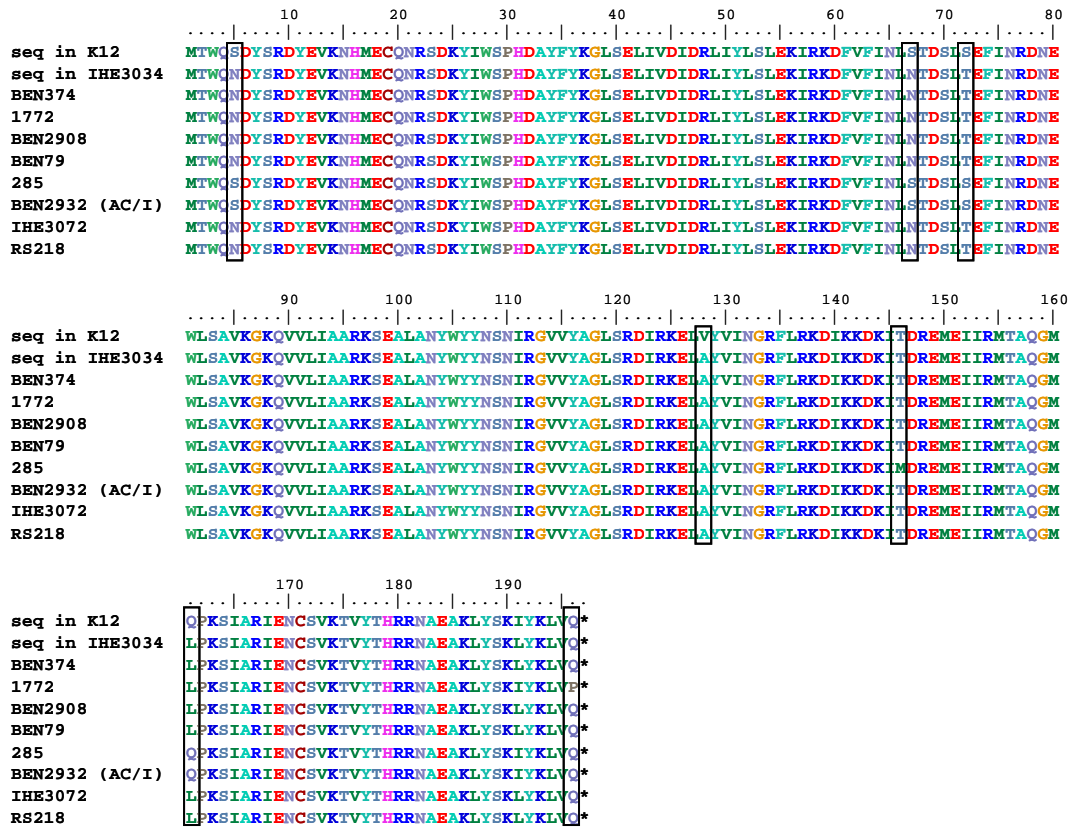 10 20 30 40 50 60 70 80
seq in K12 MTWQSDYSRDYEVKNHMECQNRSDKYIWSPHDAYFYKGLSELIVDIDRLIYLSLEKIRKDFVFINLSTDSLSEFINRDNE
seq in IHE3034 MTWQNDYSRDYEVKNHMECQNRSDKYIWSPHDAYFYKGLSELIVDIDRLIYLSLEKIRKDFVFINLNTDSLTEFINRDNE
BEN374 MTWQNDYSRDYEVKNHMECQNRSDKYIWSPHDAYFYKGLSELIVDIDRLIYLSLEKIRKDFVFINLNTDSLTEFINRDNE
1772 MTWQNDYSRDYEVKNHMECQNRSDKYIWSPHDAYFYKGLSELIVDIDRLIYLSLEKIRKDFVFINLNTDSLTEFINRDNE
BEN2908 MTWQNDYSRDYEVKNHMECQNRSDKYIWSPHDAYFYKGLSELIVDIDRLIYLSLEKIRKDFVFINLNTDSLTEFINRDNE
BEN79 MTWQNDYSRDYEVKNHMECQNRSDKYIWSPHDAYFYKGLSELIVDIDRLIYLSLEKIRKDFVFINLNTDSLTEFINRDNE
285 MTWQSDYSRDYEVKNHMECQNRSDKYIWSPHDAYFYKGLSELIVDIDRLIYLSLEKIRKDFVFINLSTDSLSEFINRDNE
BEN2932 (AC/I) MTWQSDYSRDYEVKNHMECQNRSDKYIWSPHDAYFYKGLSELIVDIDRLIYLSLEKIRKDFVFINLSTDSLSEFINRDNE
IHE3072 MTWQNDYSRDYEVKNHMECQNRSDKYIWSPHDAYFYKGLSELIVDIDRLIYLSLEKIRKDFVFINLNTDSLTEFINRDNE
RS218 MTWQNDYSRDYEVKNHMECQNRSDKYIWSPHDAYFYKGLSELIVDIDRLIYLSLEKIRKDFVFINLNTDSLTEFINRDNE
90 100 110 120 130 140 150 160
seq in K12 WLSAVKGKQVVLIAARKSEALANYWYYNSNIRGVVYAGLSRDIRKELVYVINGRFLRKDIKKDKITDREMEIIRMTAQGM
seq in IHE3034 WLSAVKGKQVVLIAARKSEALANYWYYNSNIRGVVYAGLSRDIRKELAYVINGRFLRKDIKKDKITDREMEIIRMTAQGM
BEN374 WLSAVKGKQVVLIAARKSEALANYWYYNSNIRGVVYAGLSRDIRKELAYVINGRFLRKDIKKDKITDREMEIIRMTAQGM
1772 WLSAVKGKQVVLIAARKSEALANYWYYNSNIRGVVYAGLSRDIRKELAYVINGRFLRKDIKKDKITDREMEIIRMTAQGM
BEN2908 WLSAVKGKQVVLIAARKSEALANYWYYNSNIRGVVYAGLSRDIRKELAYVINGRFLRKDIKKDKITDREMEIIRMTAQGM
BEN79 WLSAVKGKQVVLIAARKSEALANYWYYNSNIRGVVYAGLSRDIRKELAYVINGRFLRKDIKKDKITDREMEIIRMTAQGM
285 WLSAVKGKQVVLIAARKSEALANYWYYNSNIRGVVYAGLSRDIRKELAYVINGRFLRKDIKKDKIMDREMEIIRMTAQGM
BEN2932 (AC/I) WLSAVKGKQVVLIAARKSEALANYWYYNSNIRGVVYAGLSRDIRKELAYVINGRFLRKDIKKDKITDREMEIIRMTAQGM
IHE3072 WLSAVKGKQVVLIAARKSEALANYWYYNSNIRGVVYAGLSRDIRKELAYVINGRFLRKDIKKDKITDREMEIIRMTAQGM
RS218 WLSAVKGKQVVLIAARKSEALANYWYYNSNIRGVVYAGLSRDIRKELAYVINGRFLRKDIKKDKITDREMEIIRMTAQGM
170 180 190
seq in K12 QPKSIARIENCSVKTVYTHRRNAEAKLYSKIYKLVQ*
seq in IHE3034 LPKSIARIENCSVKTVYTHRRNAEAKLYSKLYKLVQ*
BEN374 LPKSIARIENCSVKTVYTHRRNAEAKLYSKLYKLVQ*
1772 LPKSIARIENCSVKTVYTHRRNAEAKLYSKIYKLVP*
BEN2908 LPKSIARIENCSVKTVYTHRRNAEAKLYSKLYKLVQ*
BEN79 LPKSIARIENCSVKTVYTHRRNAEAKLYSKLYKLVQ*
285 QPKSIARIENCSVKTVYTHRRNAEAKLYSKIYKLVQ*
BEN2932 (AC/I) QPKSIARIENCSVKTVYTHRRNAEAKLYSKIYKLVQ*
IHE3072 LPKSIARIENCSVKTVYTHRRNAEAKLYSKLYKLVQ*
RS218 LPKSIARIENCSVKTVYTHRRNAEAKLYSKLYKLVQ*